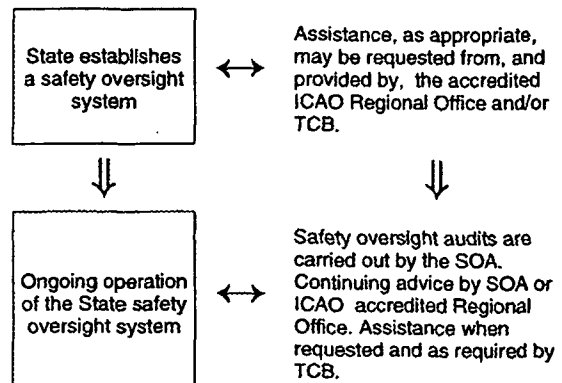 State establishes
a safety oversight
system
Assistance, as appropriate,
may be requested from, and
provided by, the accredited
ICAO Regional Office and/or
TCB.
Ongoing operation
of the State safety
oversight system
Safety oversight audits are
carried out by the SOA.
Continuing advice by SOA or
ICAO accredited Regional
Office. Assistance when
requested and as required by
TCB.